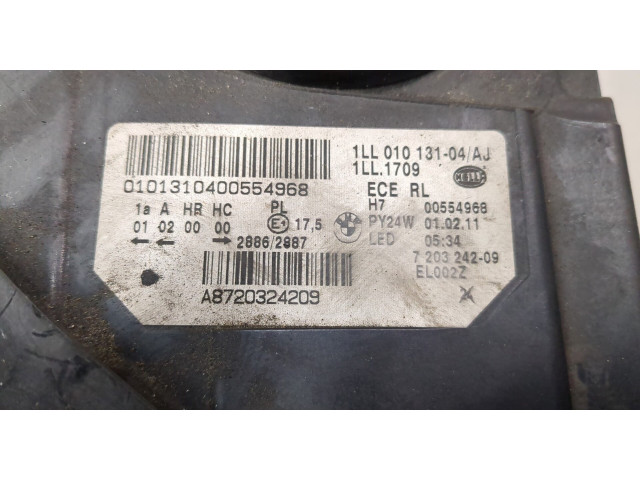 0101310400554968
1a A HR HC PL
01 02 00 00 E1 17,5
2886/2887
A8720324209
1LL 010 131-04/AJ
1LL.1709
ECE RL
HELLA
H7 00554968
BMW
PY24W 01.02.11
LED 05:34
7 203 242-09
EL002Z